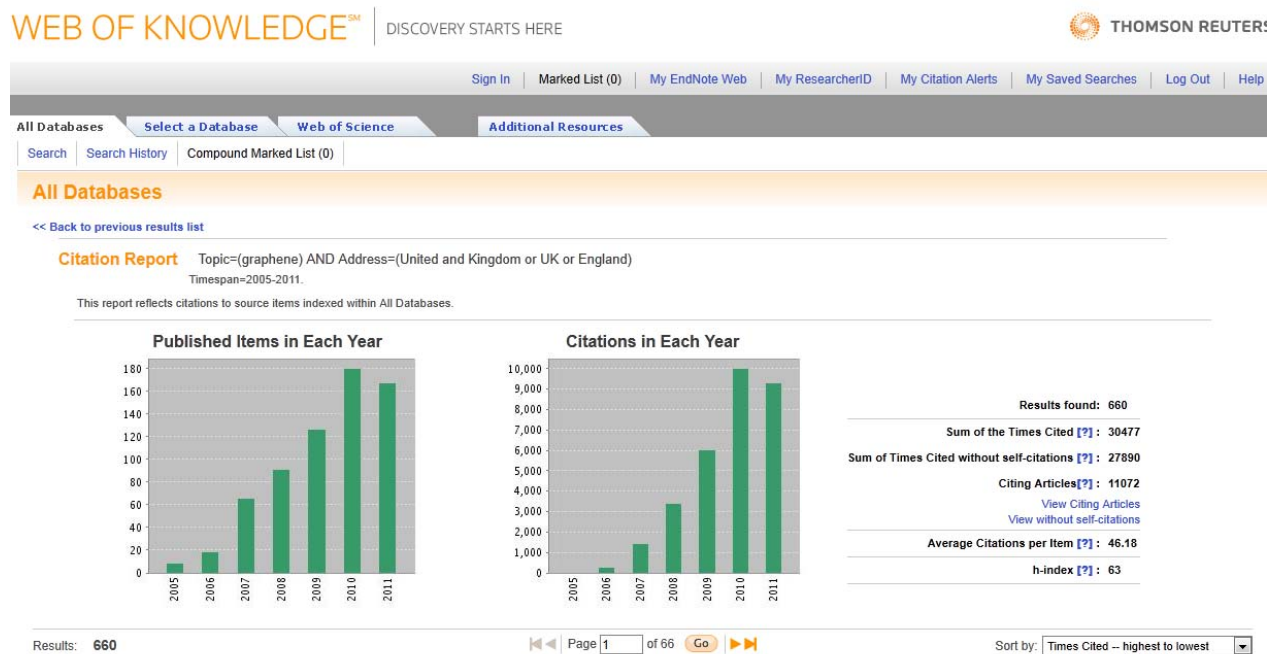 WEB OF KNOWLEDGE℠ DISCOVERY STARTS HERE
THOMSON REUTERS
Sign In Marked List (0) My EndNote Web My ResearcherID My Citation Alerts My Saved Searches Log Out Help
All Databases Select a Database Web of Science Additional Resources
Search Search History Compound Marked List (0)
All Databases
<< Back to previous results list
Citation Report Topic=(graphene) AND Address=(United and Kingdom or UK or England)
Timespan=2005-2011.
This report reflects citations to source items indexed within All Databases.
Published Items in Each Year
180
160
140
120
100
80
60
40
20
0
2005 2006 2007 2008 2009 2010 2011
Citations in Each Year
10,000
9,000
8,000
7,000
6,000
5,000
4,000
3,000
2,000
1,000
0
2005 2006 2007 2008 2009 2010 2011
Results found: 660
Sum of the Times Cited [?] : 30477
Sum of Times Cited without self-citations [?] : 27890
Citing Articles[?] : 11072
View Citing Articles
View without self-citations
Average Citations per Item [?] : 46.18
h-index [?] : 63
Results: 660 Page 1 of 66 Go Sort by: Times Cited -- highest to lowest